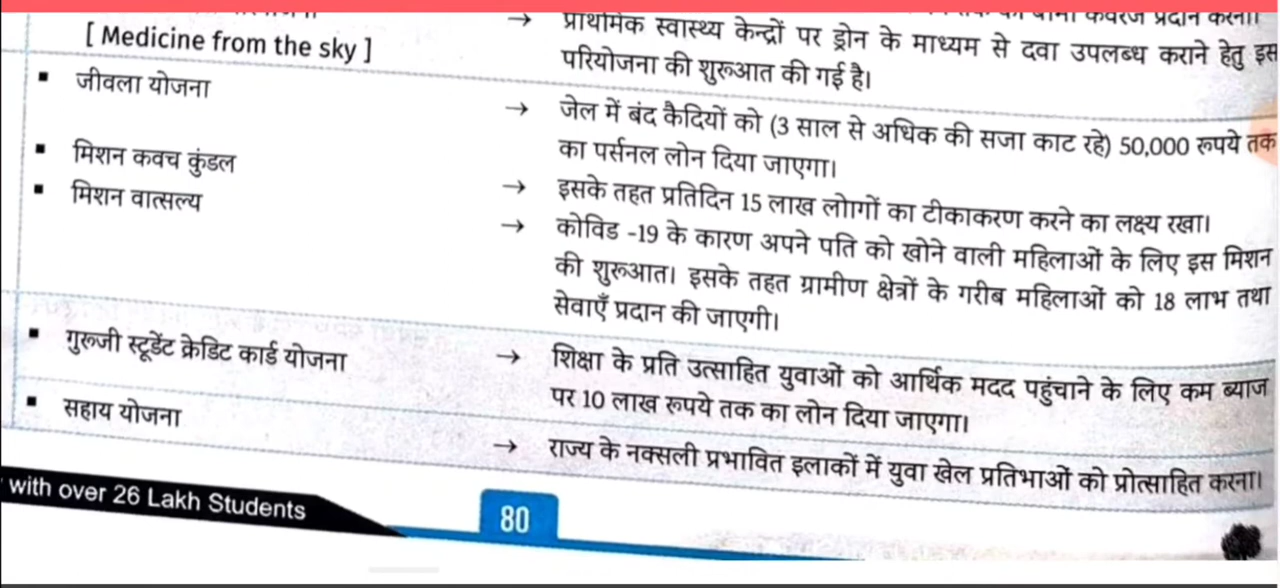 कवरेज प्रदान करना।
[ Medicine from the sky ]
→ प्राथमिक स्वास्थ्य केन्द्रों पर ड्रोन के माध्यम से दवा उपलब्ध कराने हेतु इस
परियोजना की शुरूआत की गई है।
▪ जीवला योजना
→ जेल में बंद कैदियों को (3 साल से अधिक की सजा काट रहे) 50,000 रूपये तक
का पर्सनल लोन दिया जाएगा।
▪ मिशन कवच कुंडल
→ इसके तहत प्रतिदिन 15 लाख लोागों का टीकाकरण करने का लक्ष्य रखा।
▪ मिशन वात्सल्य
→ कोविड -19 के कारण अपने पति को खोने वाली महिलाओं के लिए इस मिशन
की शुरूआत। इसके तहत ग्रामीण क्षेत्रों के गरीब महिलाओं को 18 लाभ तथा
सेवाएँ प्रदान की जाएगी।
▪ गुरूजी स्टूडेंट क्रेडिट कार्ड योजना
→ शिक्षा के प्रति उत्साहित युवाओं को आर्थिक मदद पहुंचाने के लिए कम ब्याज
पर 10 लाख रूपये तक का लोन दिया जाएगा।
▪ सहाय योजना
→ राज्य के नक्सली प्रभावित इलाकों में युवा खेल प्रतिभाओं को प्रोत्साहित करना।
with over 26 Lakh Students
80